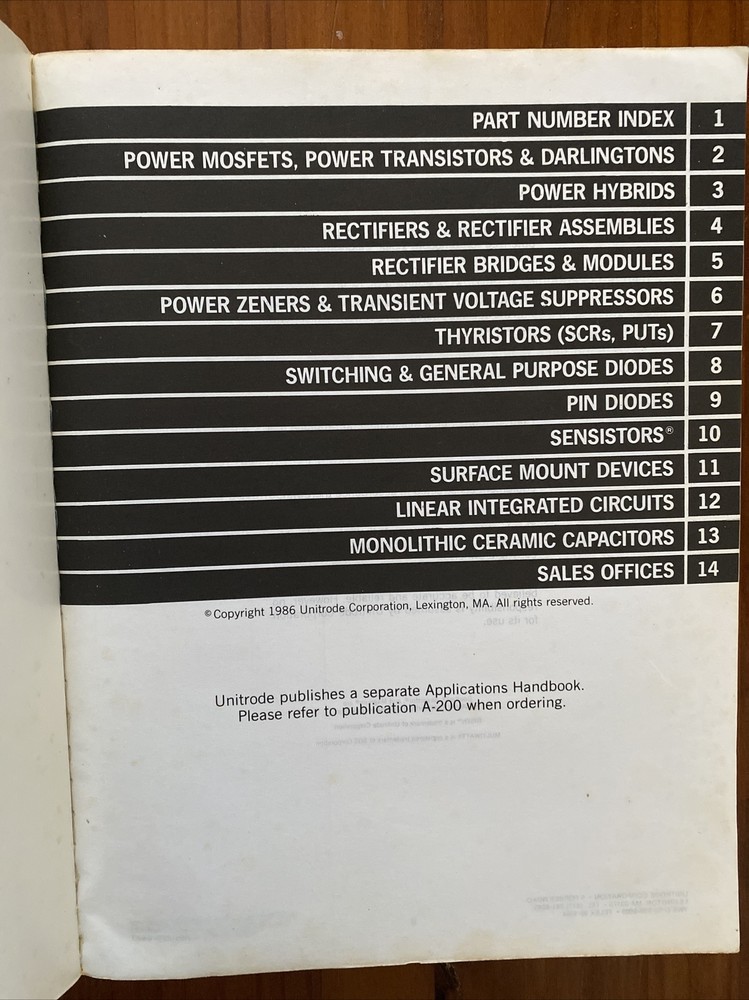 PART NUMBER INDEX 1
POWER MOSFETS, POWER TRANSISTORS & DARLINGTONS 2
POWER HYBRIDS 3
RECTIFIERS & RECTIFIER ASSEMBLIES 4
RECTIFIER BRIDGES & MODULES 5
POWER ZENERS & TRANSIENT VOLTAGE SUPPRESSORS 6
THYRISTORS (SCRs, PUTs) 7
SWITCHING & GENERAL PURPOSE DIODES 8
PIN DIODES 9
SENSISTORS® 10
SURFACE MOUNT DEVICES 11
LINEAR INTEGRATED CIRCUITS 12
MONOLITHIC CERAMIC CAPACITORS 13
SALES OFFICES 14
©Copyright 1986 Unitrode Corporation, Lexington, MA. All rights reserved.
Unitrode publishes a separate Applications Handbook.
Please refer to publication A-200 when ordering.